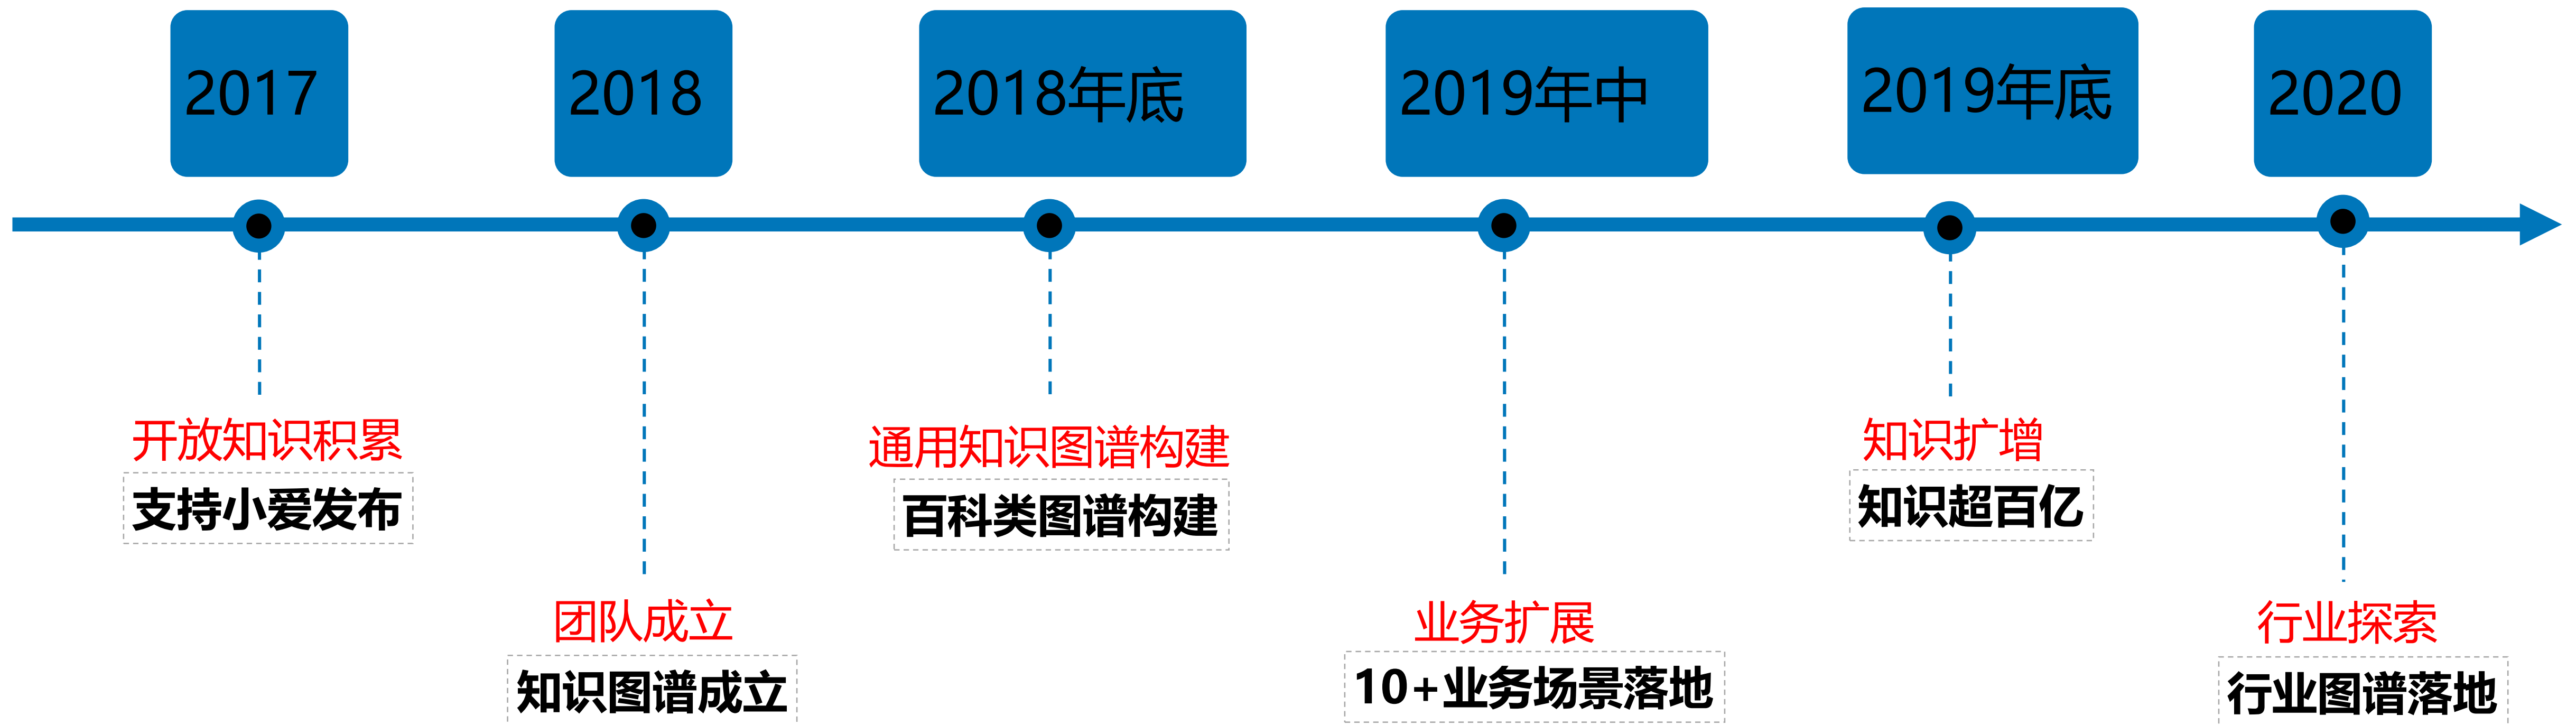 2017
2018
2018年底
2019年中
2019年底
2020
开放知识积累
支持小爱发布
团队成立
知识图谱成立
通用知识图谱构建
百科类图谱构建
业务扩展
10+业务场景落地
知识扩增
知识超百亿
行业探索
行业图谱落地